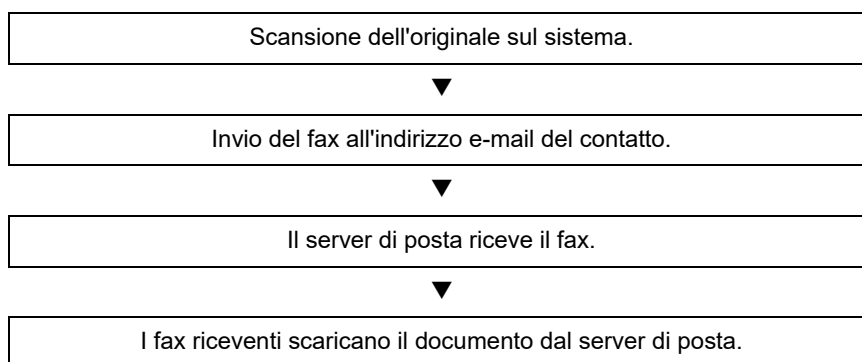 Scansione dell'originale sul sistema.
Invio del fax all'indirizzo e-mail del contatto.
Il server di posta riceve il fax.
I fax riceventi scaricano il documento dal server di posta.